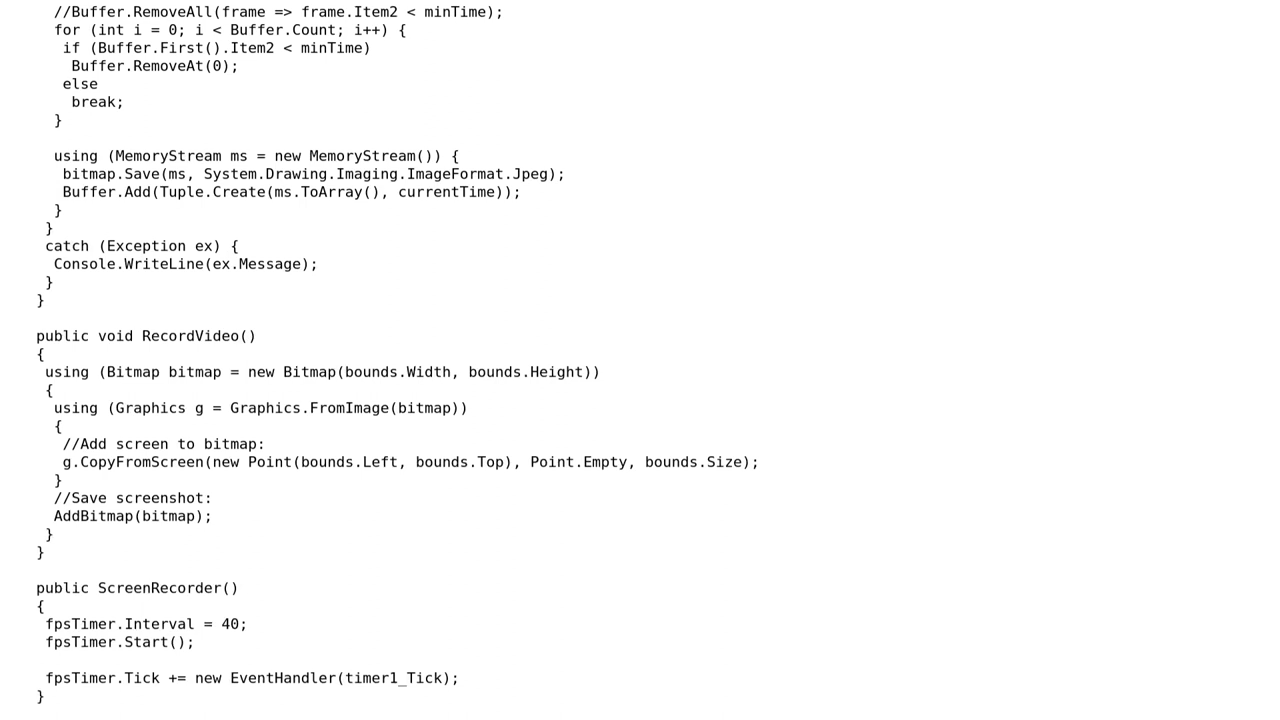 //Buffer.RemoveAll(frame => frame.Item2 < minTime);
for (int i = 0; i < Buffer.Count; i++) {
if (Buffer.First().Item2 < minTime)
Buffer.RemoveAt(0);
else
break;
}
using (MemoryStream ms = new MemoryStream()) {
bitmap.Save(ms, System.Drawing.Imaging.ImageFormat.Jpeg);
Buffer.Add(Tuple.Create(ms.ToArray(), currentTime));
}
}
catch (Exception ex) {
Console.WriteLine(ex.Message);
}
}
public void RecordVideo()
{
using (Bitmap bitmap = new Bitmap(bounds.Width, bounds.Height))
{
using (Graphics g = Graphics.FromImage(bitmap))
{
//Add screen to bitmap:
g.CopyFromScreen(new Point(bounds.Left, bounds.Top), Point.Empty, bounds.Size);
}
//Save screenshot:
AddBitmap(bitmap);
}
}
public ScreenRecorder()
{
fpsTimer.Interval = 40;
fpsTimer.Start();
fpsTimer.Tick += new EventHandler(timer1_Tick);
}